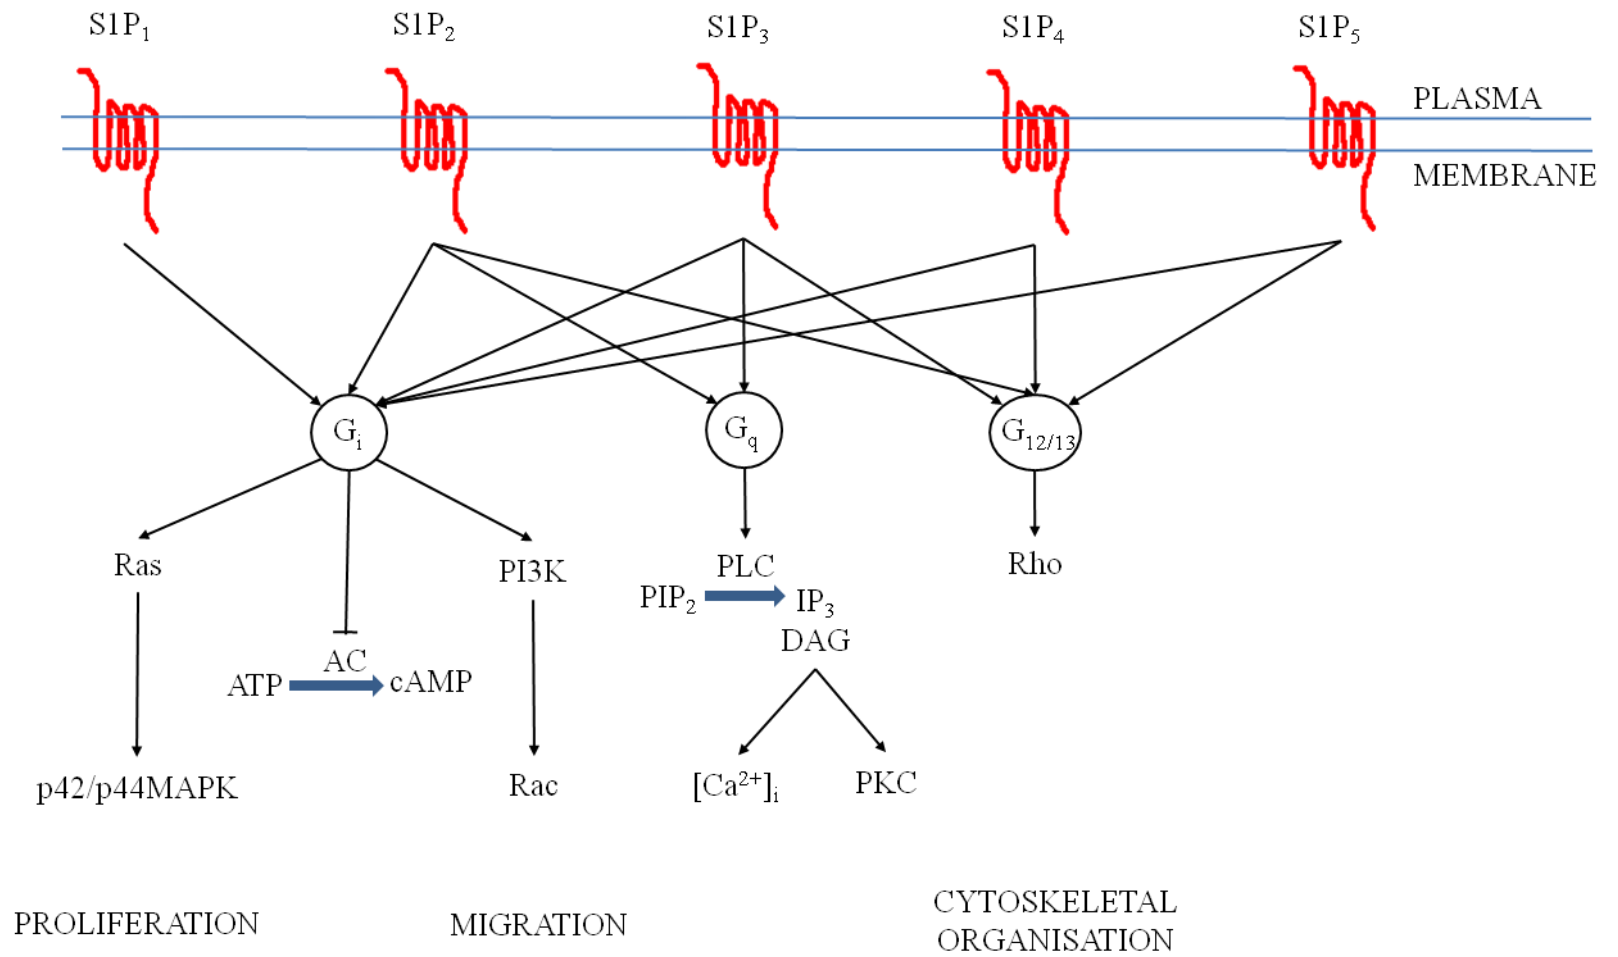 S1P1 S1P2 S1P3 S1P4 S1P5
PLASMA
MEMBRANE
Gi Gq G12/13
Ras PI3K PLC Rho
PIP2 IP3
DAG
AC
ATP cAMP
p42/p44MAPK Rac [Ca2+]i PKC
PROLIFERATION MIGRATION CYTOSKELETAL
ORGANISATION